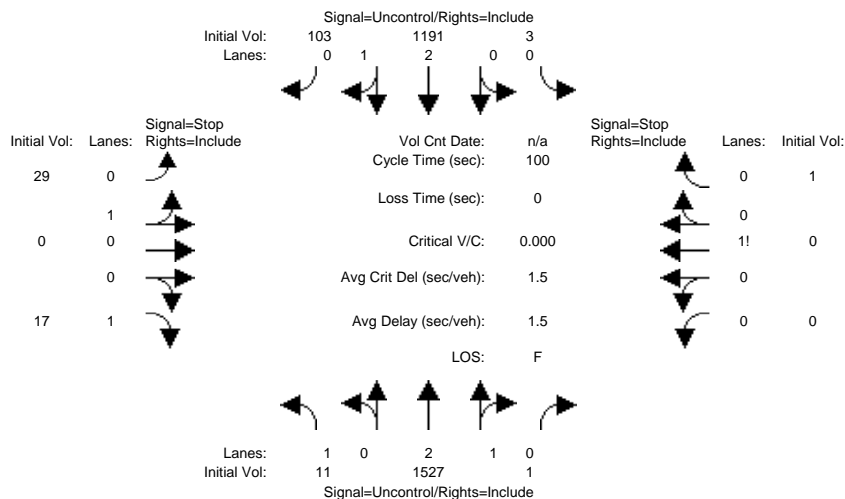 Signal=Uncontrol/Rights=Include
Initial Vol: 103 1191 3
Lanes: 0 1 2 0 0
Signal=Stop Signal=Stop
Initial Vol: Lanes: Rights=Include Vol Cnt Date: n/a Rights=Include Lanes: Initial Vol:
Cycle Time (sec): 100
29 0 0 1
Loss Time (sec): 0
1 0
0 0 Critical V/C: 0.000 1! 0
0 Avg Crit Del (sec/veh): 1.5 0
17 1 Avg Delay (sec/veh): 1.5 0 0
LOS: F
Lanes: 1 0 2 1 0
Initial Vol: 11 1527 1
Signal=Uncontrol/Rights=Include